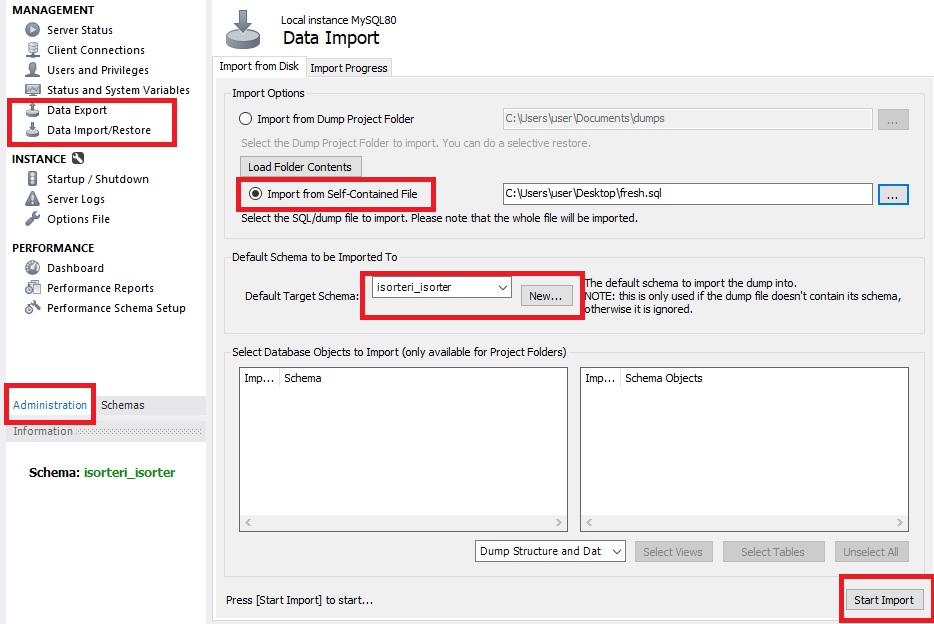 MANAGEMENT
Server Status
Client Connections
Users and Privileges
Status and System Variables
Data Export
Data Import/Restore
INSTANCE
Startup / Shutdown
Server Logs
Options File
PERFORMANCE
Dashboard
Performance Reports
Performance Schema Setup
Administration Schemas
Information
Schema: isorteri_isorter
Local instance MySQL80
Data Import
Import from Disk Import Progress
Import Options
Import from Dump Project Folder C:\Users\user\Documents\dumps ...
Select the Dump Project Folder to import. You can do a selective restore.
Load Folder Contents
Import from Self-Contained File C:\Users\user\Desktop\fresh.sql ...
Select the SQL/dump file to import. Please note that the whole file will be imported.
Default Schema to be Imported To
Default Target Schema: isorteri_isorter New...
The default schema to import the dump into.
NOTE: this is only used if the dump file doesn't contain its schema,
otherwise it is ignored.
Select Database Objects to Import (only available for Project Folders)
Imp... Schema
Imp... Schema Objects
Dump Structure and Dat Select Views Select Tables Unselect All
Press [Start Import] to start... Start Import